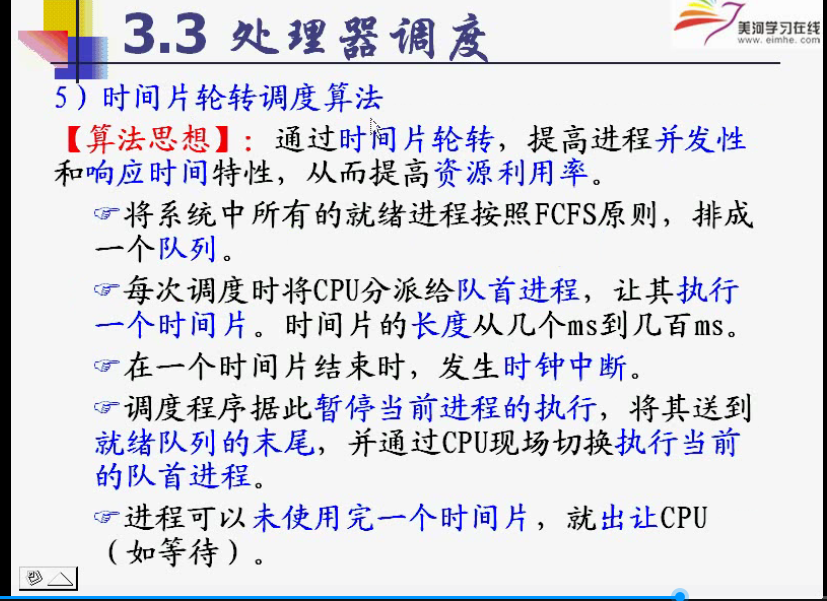 3.3 处理器调度
美河学习在线
www.eimhe.com
5）时间片轮转调度算法
【算法思想】：通过时间片轮转，提高进程并发性
和响应时间特性，从而提高资源利用率。
☞将系统中所有的就绪进程按照FCFS原则，排成
一个队列。
☞每次调度时将CPU分派给队首进程，让其执行
一个时间片。时间片的长度从几个ms到几百ms。
☞在一个时间片结束时，发生时钟中断。
☞调度程序据此暂停当前进程的执行，将其送到
就绪队列的末尾，并通过CPU现场切换执行当前
的队首进程。
☞进程可以未使用完一个时间片，就出让CPU
（如等待）。